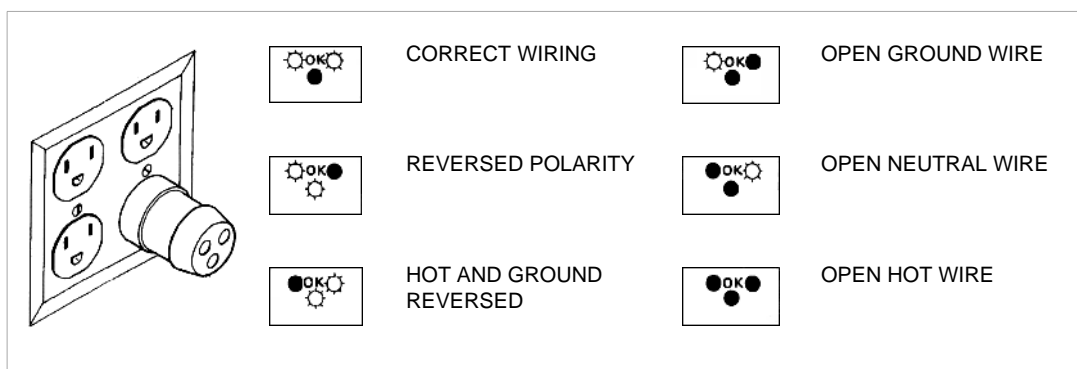 OK
CORRECT WIRING
OK
OPEN GROUND WIRE
OK
REVERSED POLARITY
OK
OPEN NEUTRAL WIRE
OK
HOT AND GROUND
REVERSED
OK
OPEN HOT WIRE